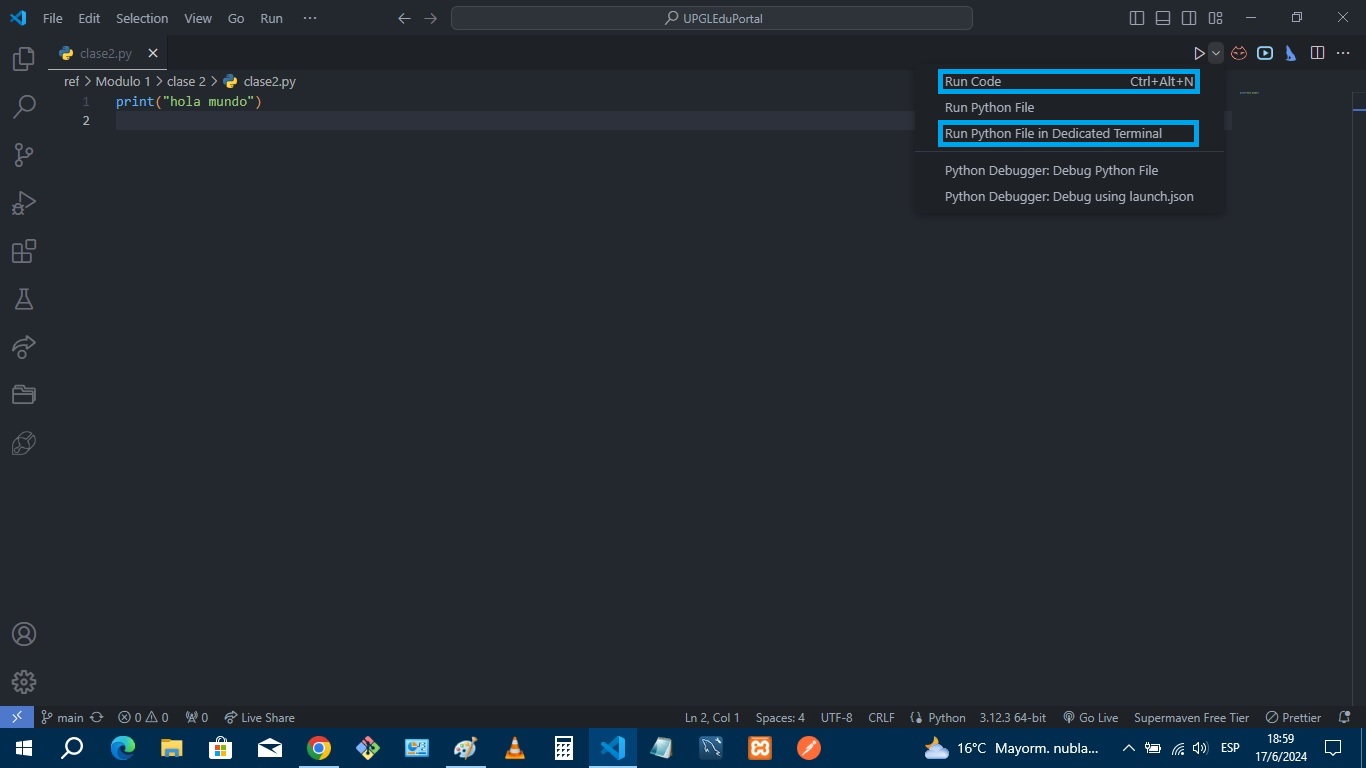 File Edit Selection View Go Run ···
UPGLEduPortal
clase2.py
ref > Modulo 1 > clase 2 > clase2.py
1 print("hola mundo")
2
Run Code Ctrl+Alt+N
Run Python File
Run Python File in Dedicated Terminal
Python Debugger: Debug Python File
Python Debugger: Debug using launch.json
main 0 0 0 Live Share Ln 2, Col 1 Spaces: 4 UTF-8 CRLF Python 3.12.3 64-bit Go Live Supermaven Free Tier Prettier
16°C Mayorm. nubla... ESP
18:59
17/6/2024